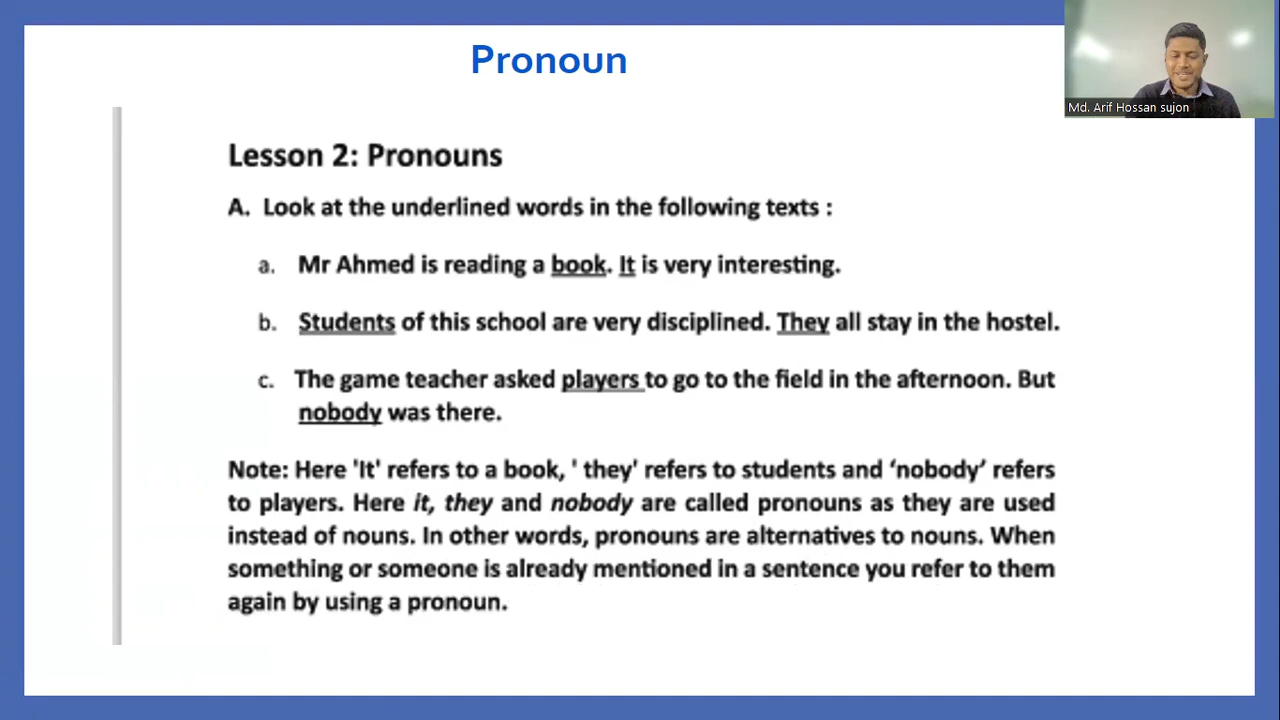 Pronoun
Md. Arif Hossan sujon
Lesson 2: Pronouns
A. Look at the underlined words in the following texts :
a. Mr Ahmed is reading a book. It is very interesting.
b. Students of this school are very disciplined. They all stay in the hostel.
c. The game teacher asked players to go to the field in the afternoon. But
nobody was there.
Note: Here 'It' refers to a book, ' they' refers to students and ‘nobody’ refers
to players. Here it, they and nobody are called pronouns as they are used
instead of nouns. In other words, pronouns are alternatives to nouns. When
something or someone is already mentioned in a sentence you refer to them
again by using a pronoun.